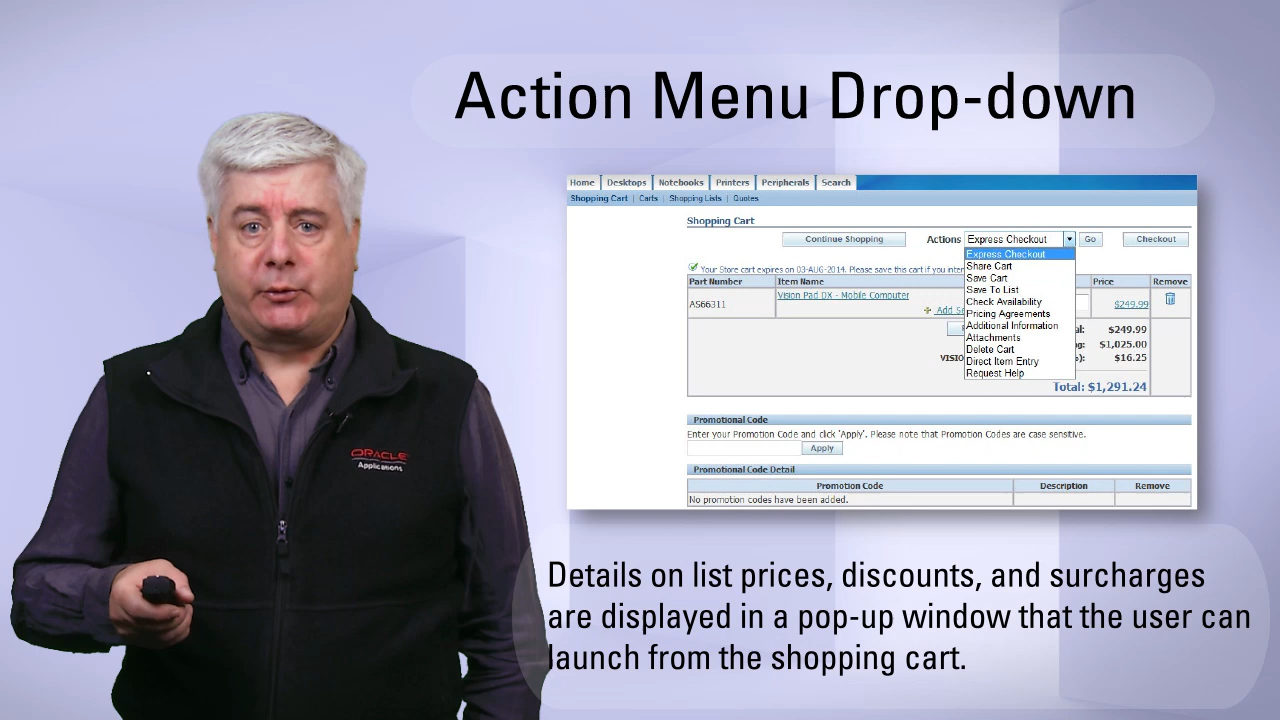 Action Menu Drop-down
Home Desktops Notebooks Printers Peripherals Search
Shopping Cart | Carts | Shopping Lists | Quotes
Shopping Cart
Continue Shopping Actions Express Checkout Go Checkout
Express Checkout
Share Cart
Save Cart
Save To List
Check Availability
Pricing Agreements
Additional Information
Attachments
Delete Cart
Direct Item Entry
Request Help
Your Store cart expires on 03-AUG-2014. Please save this cart if you
Part Number Item Name Price Remove
AS66311 Vision Pad DX - Mobile Computer $249.99
Add
$249.99
$1,025.00
VISIO $16.25
Total: $1,291.24
Promotional Code
Enter your Promotion Code and click 'Apply'. Please note that Promotion Codes are case sensitive.
Apply
Promotional Code Detail
Promotion Code Description Remove
No promotion codes have been added.
ORACLE
Applications
Details on list prices, discounts, and surcharges
are displayed in a pop-up window that the user can
launch from the shopping cart.